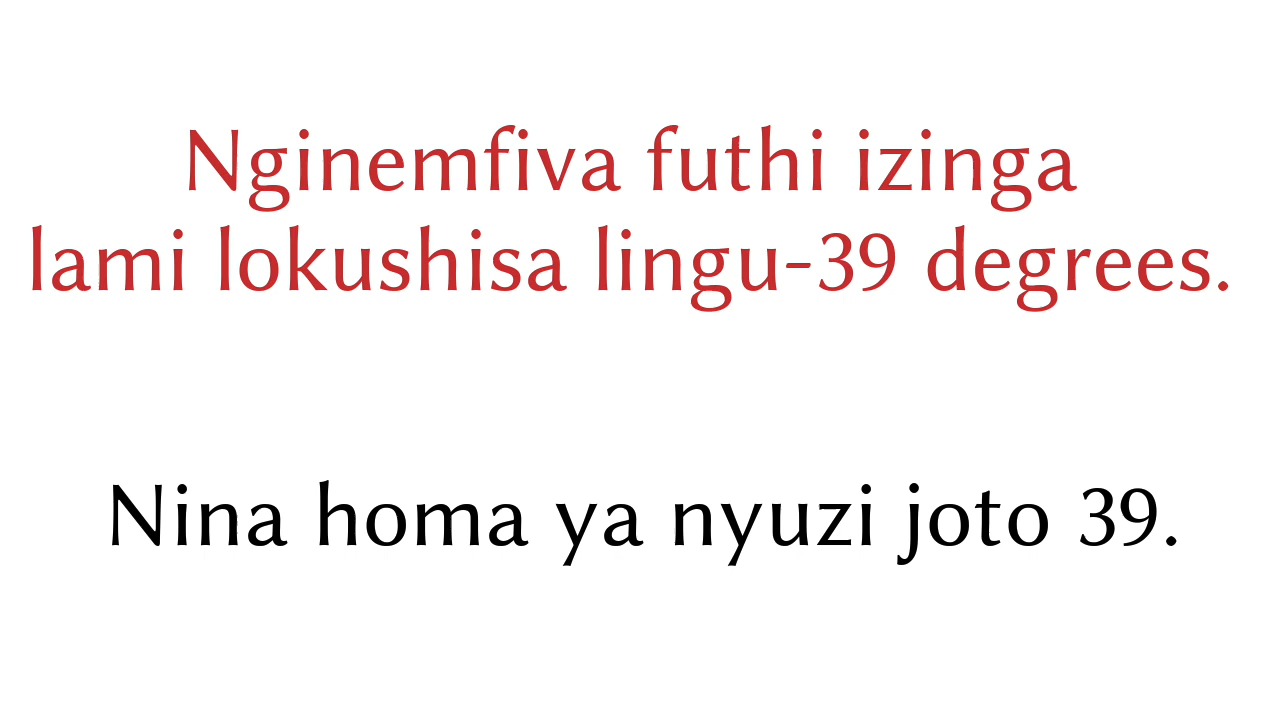 Nginemfiva futhi izinga
lami lokushisa lingu-39 degrees.
Nina homa ya nyuzi joto 39.